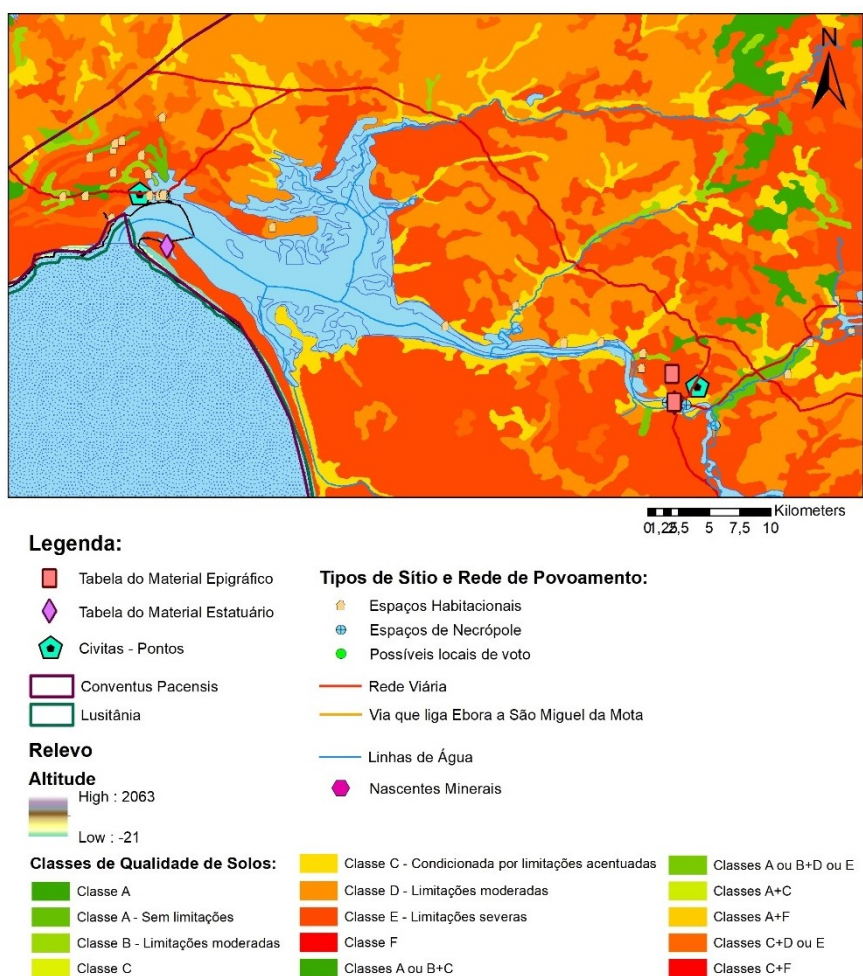 N
Kilometers
0 1,25 2,5 5 7,5 10
Legenda:
Tabela do Material Epigráfico
Tabela do Material Estatuário
Civitas - Pontos
Conventus Pacensis
Lusitânia
Relevo
Altitude
High : 2063
Low : -21
Tipos de Sítio e Rede de Povoamento:
Espaços Habitacionais
Espaços de Necrópole
Possíveis locais de voto
Rede Viária
Via que liga Ebora a São Miguel da Mota
Linhas de Água
Nascentes Minerais
Classes de Qualidade de Solos:
Classe A
Classe A - Sem limitações
Classe B - Limitações moderadas
Classe C
Classe C - Condicionada por limitações acentuadas
Classe D - Limitações moderadas
Classe E - Limitações severas
Classe F
Classes A ou B+C
Classes A ou B+D ou E
Classes A+C
Classes A+F
Classes C+D ou E
Classes C+F